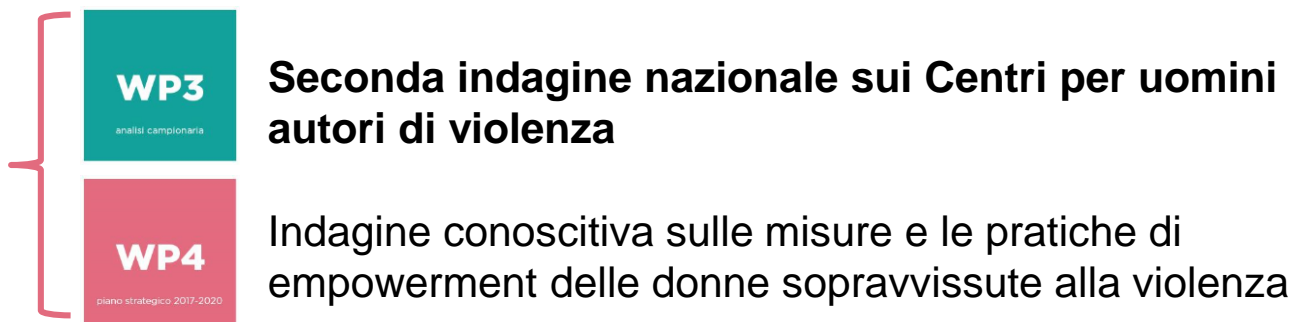 WP3
analisi campionaria
Seconda indagine nazionale sui Centri per uomini
autori di violenza
WP4
piano strategico 2017-2020
Indagine conoscitiva sulle misure e le pratiche di
empowerment delle donne sopravvissute alla violenza